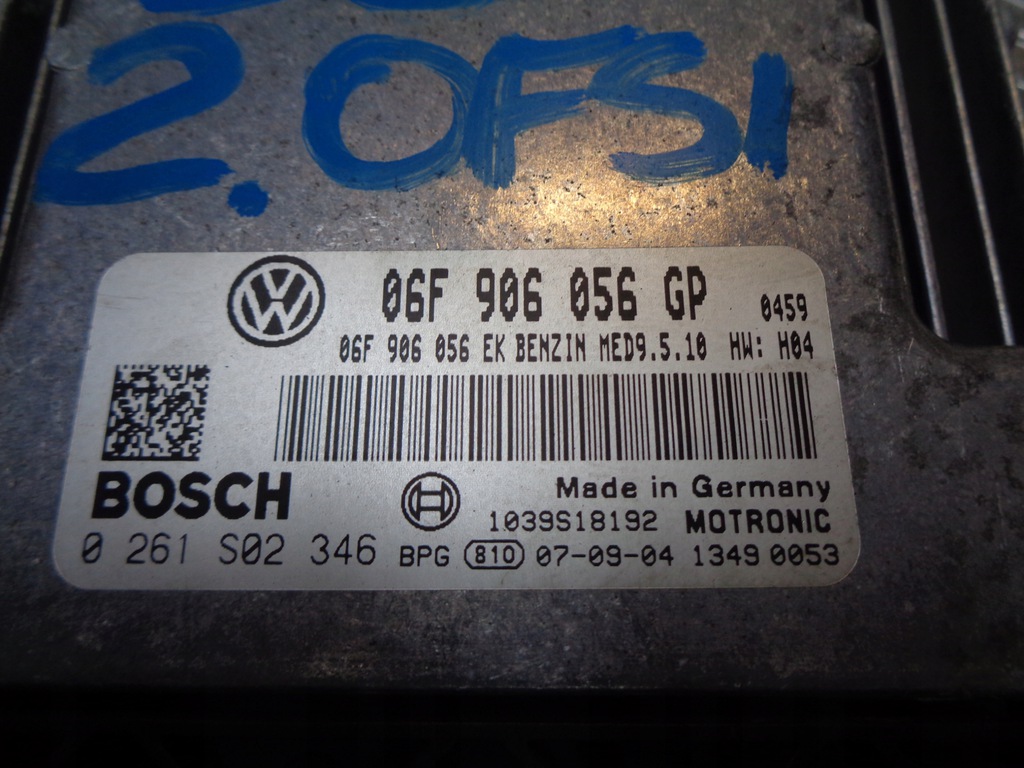 2.0FSI
06F 906 056 GP 0459
06F 906 056 EK BENZIN MED9.5.10 HW: H04
BOSCH
Made in Germany
1039S18192 MOTRONIC
0 261 S02 346 BPG 810 07-09-04 1349 0053